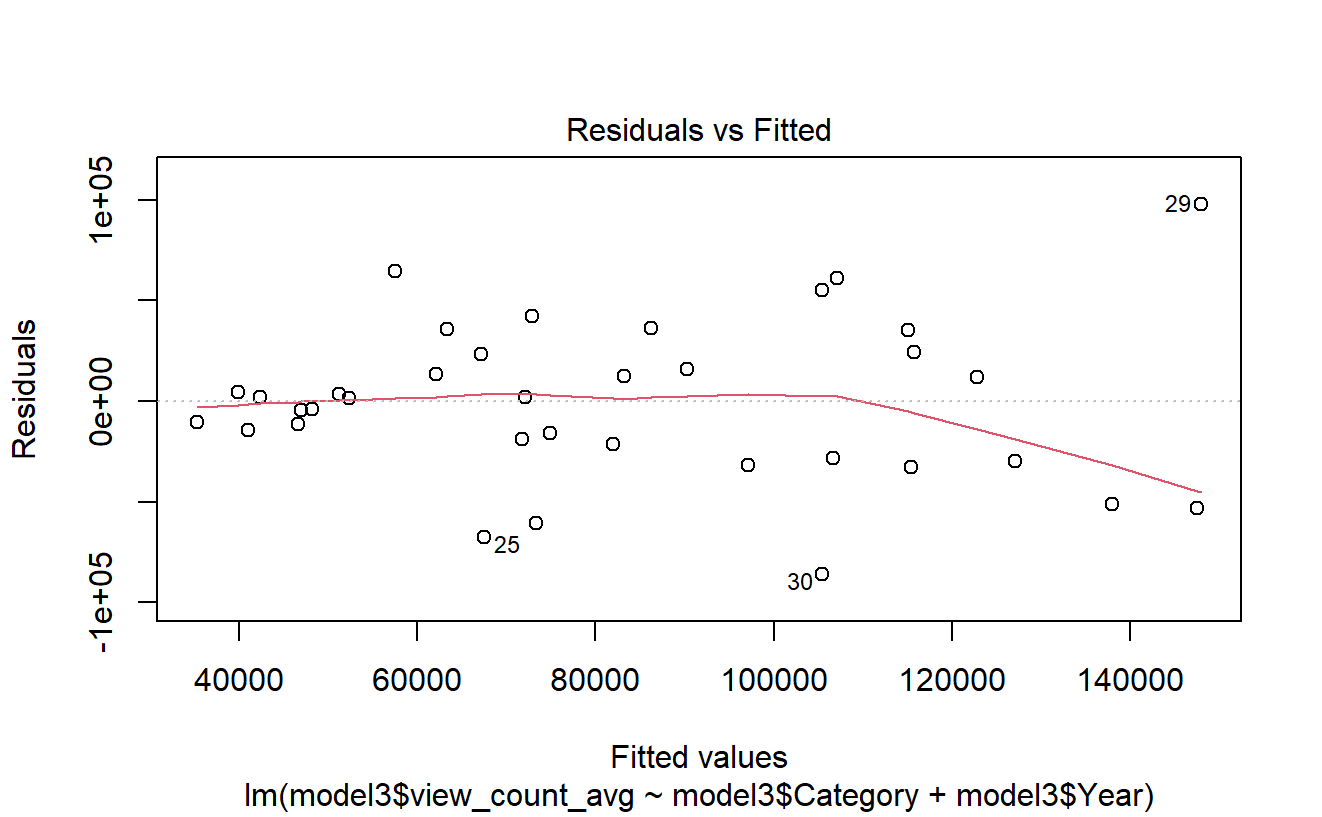 Residuals vs Fitted
Residuals
1e+05
0e+00
-1e+05
29
25
30
40000 60000 80000 100000 120000 140000
Fitted values
lm(model3$view_count_avg ~ model3$Category + model3$Year)